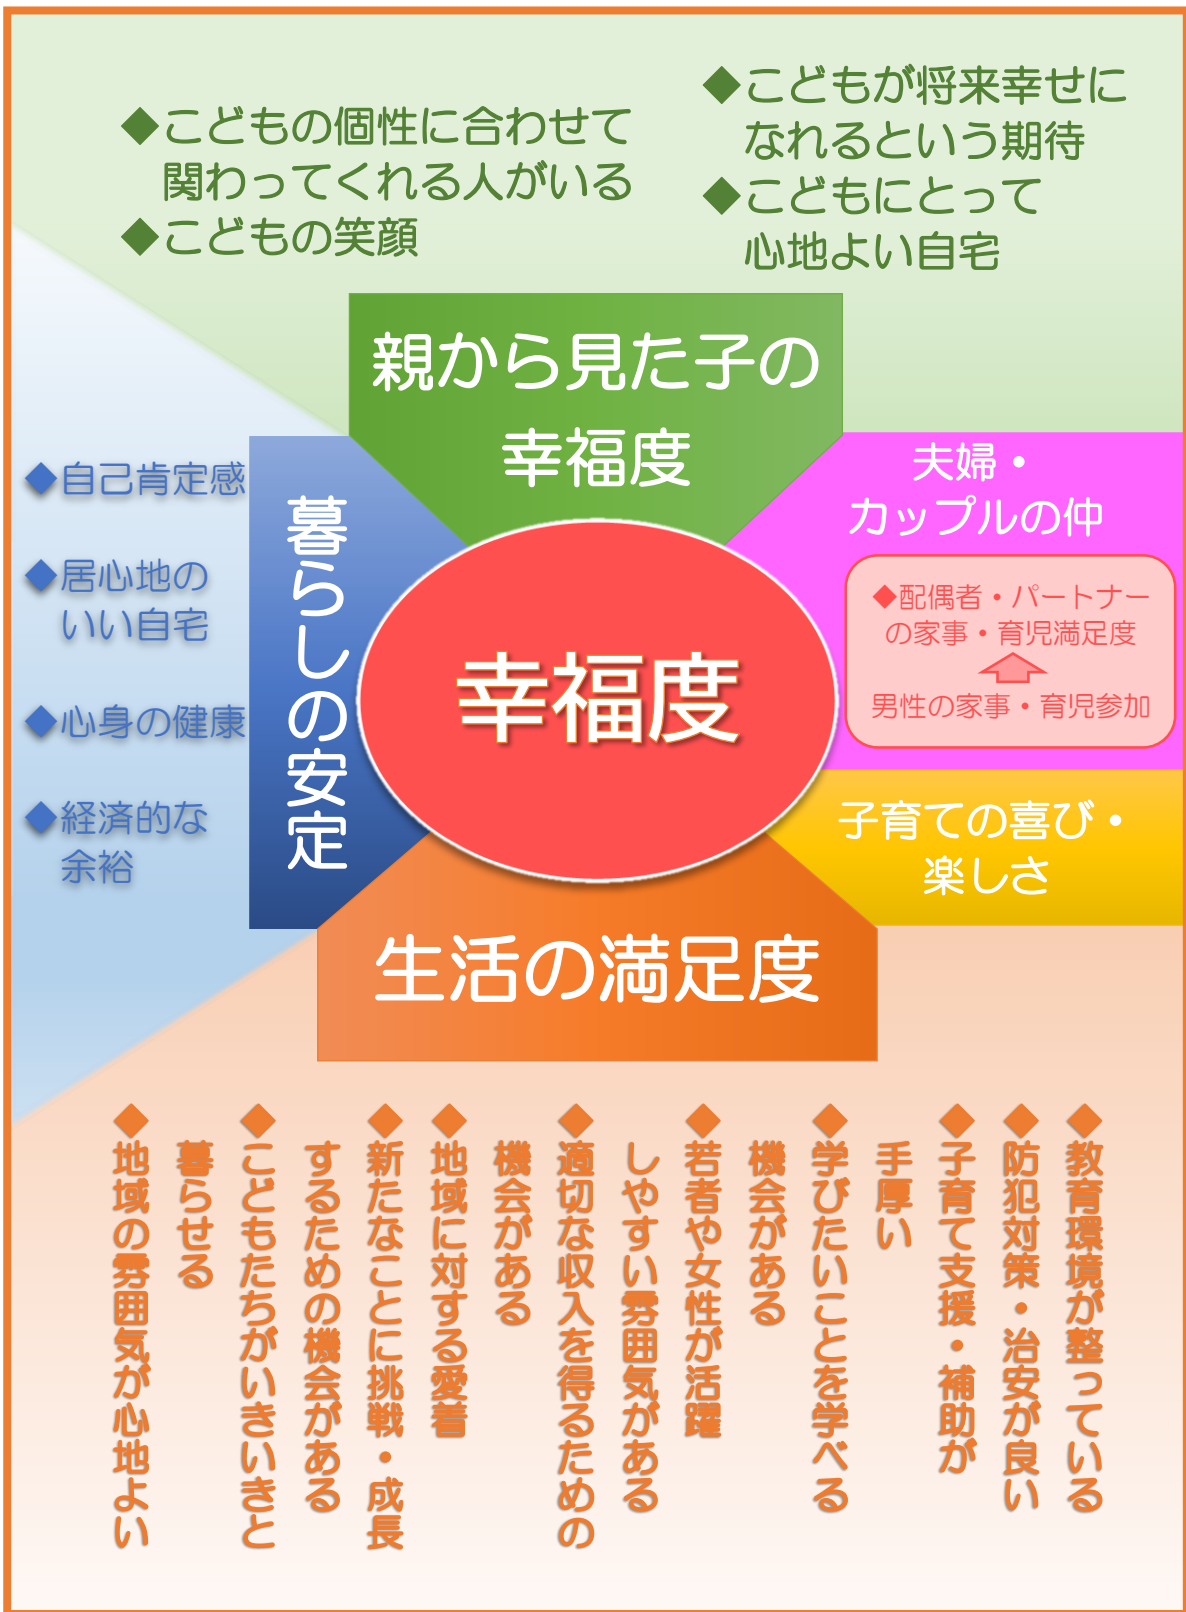 ◆こどもの個性に合わせて
関わってくれる人がいる
◆こどもの笑顔
◆こどもが将来幸せに
なれるという期待
◆こどもにとって
心地よい自宅
親から見た子の
幸福度
◆自己肯定感
◆居心地の
いい自宅
◆心身の健康
◆経済的な
余裕
暮らしの安定
幸福度
夫婦・
カップルの仲
◆配偶者・パートナー
の家事・育児満足度
男性の家事・育児参加
子育ての喜び・
楽しさ
生活の満足度
◆教育環境が整っている
◆防犯対策・治安が良い
◆子育て支援・補助が
手厚い
◆学びたいことを学べる
機会がある
◆若者や女性が活躍
しやすい雰囲気がある
◆適切な収入を得るための
機会がある
◆地域に対する愛着
◆新たなことに挑戦・成長
するための機会がある
◆こどもたちがいきいきと
暮らせる
◆地域の雰囲気が心地よい